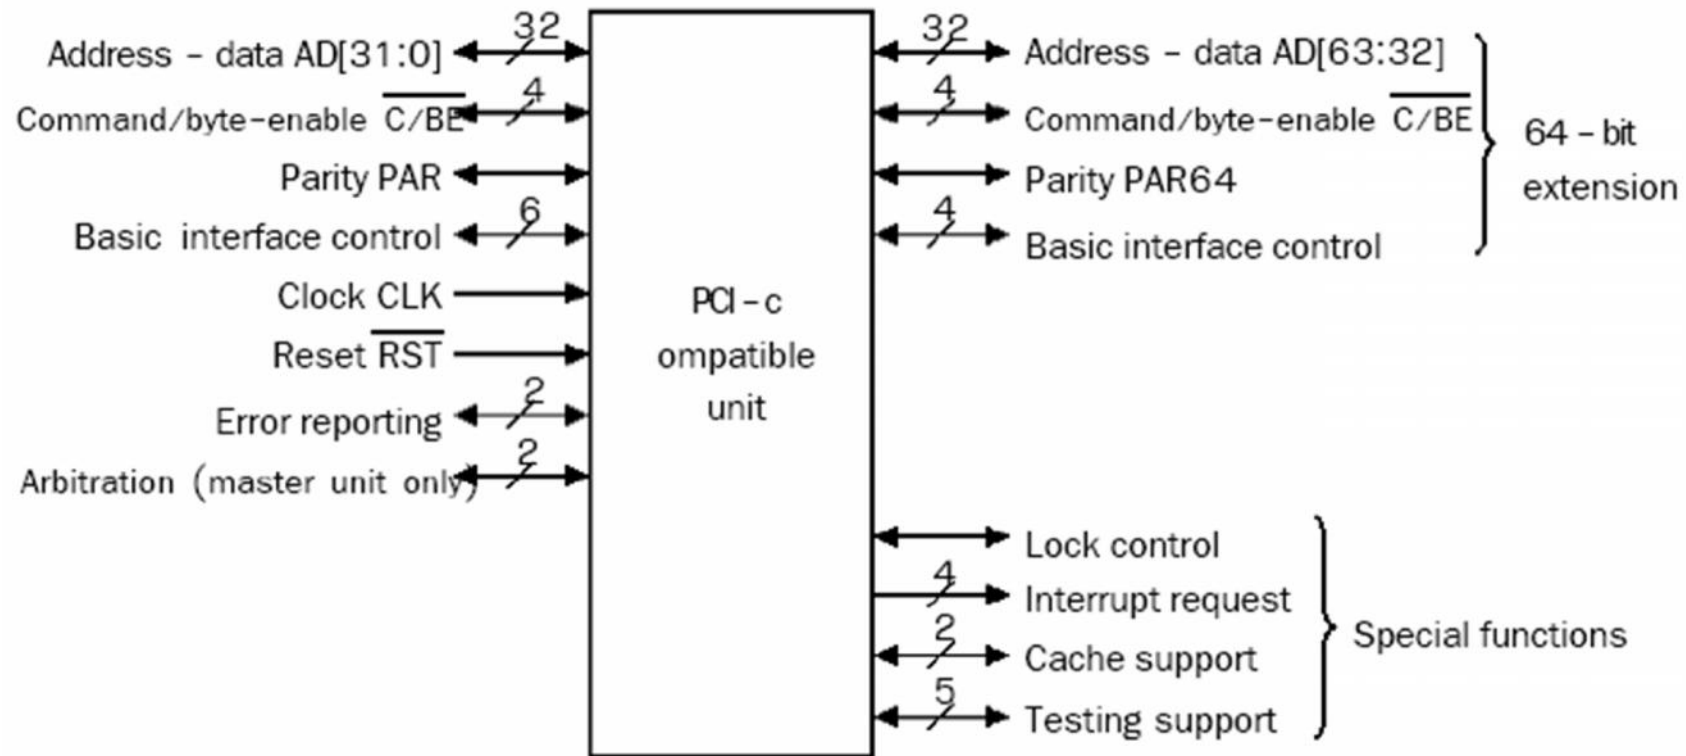 32
Address – data AD[31:0]
4
Command/byte-enable C/BE
Parity PAR
6
Basic interface control
Clock CLK
Reset RST
2
Error reporting
2
Arbitration (master unit only)
PCI – c
ompatible
unit
32
Address – data AD[63:32]
4
Command/byte-enable C/BE
Parity PAR64
4
Basic interface control
64 – bit
extension
Lock control
4
Interrupt request
2
Cache support
5
Testing support
Special functions